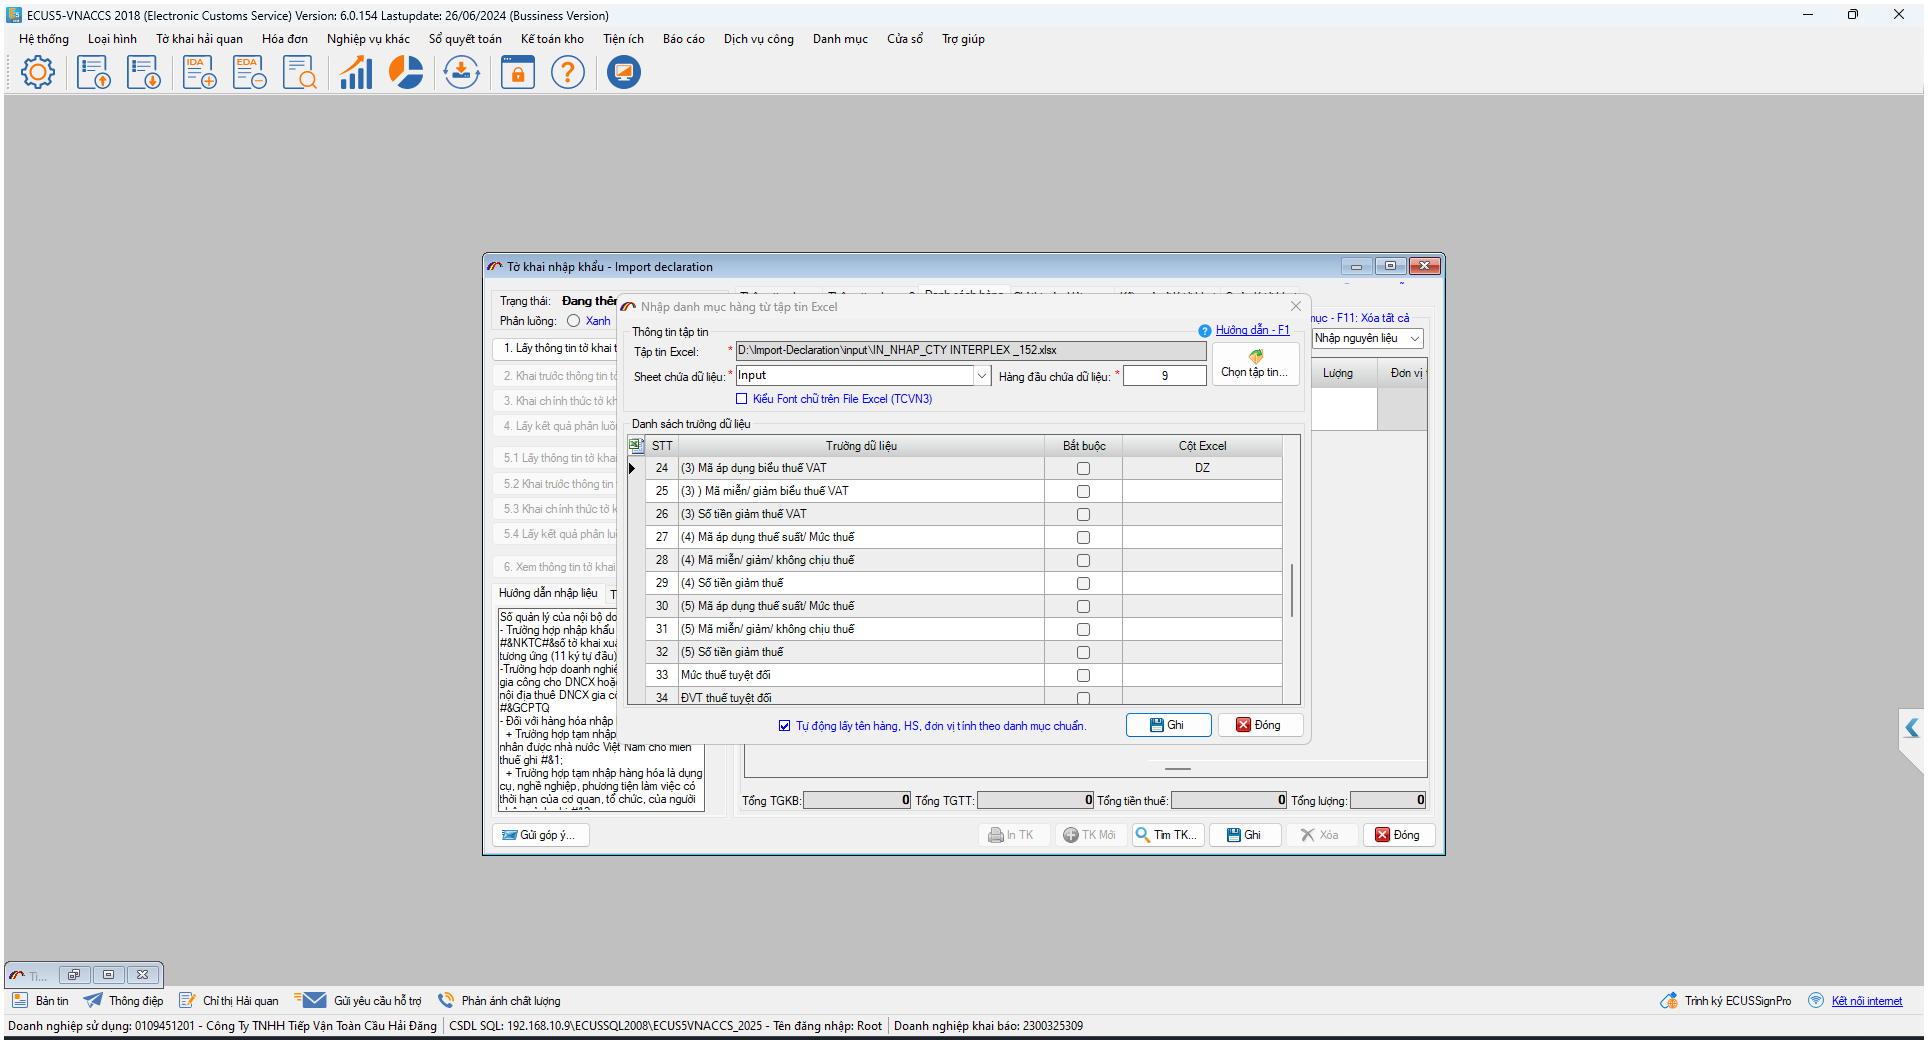 ECUS5-VNACCS 2018 (Electronic Customs Service) Version: 6.0.154 Lastupdate: 26/06/2024 (Bussiness Version)
Hệ thống Loại hình Tờ khai hải quan Hóa đơn Nghiệp vụ khác Sổ quyết toán Kế toán kho Tiện ích Báo cáo Dịch vụ công Danh mục Cửa sổ Trợ giúp
IDA EDA
Tờ khai nhập khẩu - Import declaration
Trạng thái: Đang thêm
Phân luồng: Xanh
1. Lấy thông tin tờ khai t
2. Khai trước thông tin tờ
3. Khai chính thức tờ kh
4. Lấy kết quả phân luồn
5.1 Lấy thông tin tờ khai
5.2 Khai trước thông tin
5.3 Khai chính thức tờ k
5.4 Lấy kết quả phân luồ
6. Xem thông tin tờ khai
Hướng dẫn nhập liệu
Số quản lý của nội bộ do
- Trường hợp nhập khẩu
#&NKTC#&số tờ khai xuấ
tương ứng (11 ký tự đầu)
-Trường hợp doanh nghiệ
gia công cho DNCX hoặc
nội địa thuê DNCX gia cô
#&GCPTQ
- Đối với hàng hóa nhập
+ Trường hợp tạm nhập
nhân được nhà nước Việt Nam cho miễn
thuế ghi #&1;
+ Trường hợp tạm nhập hàng hóa là dụng
cụ, nghề nghiệp, phương tiện làm việc có
thời hạn của cơ quan, tổ chức, của người
Nhập danh mục hàng từ tập tin Excel
Thông tin tập tin
Hướng dẫn - F1
Tập tin Excel: * D:\Import-Declaration\input\IN_NHAP_CTY INTERPLEX _152.xlsx
Chọn tập tin...
Sheet chứa dữ liệu: * Input Hàng đầu chứa dữ liệu: * 9
Kiểu Font chữ trên File Excel (TCVN3)
Danh sách trường dữ liệu
STT Trường dữ liệu Bắt buộc Cột Excel
24 (3) Mã áp dụng biểu thuế VAT DZ
25 (3) ) Mã miễn/ giảm biểu thuế VAT
26 (3) Số tiền giảm thuế VAT
27 (4) Mã áp dụng thuế suất/ Mức thuế
28 (4) Mã miễn/ giảm/ không chịu thuế
29 (4) Số tiền giảm thuế
30 (5) Mã áp dụng thuế suất/ Mức thuế
31 (5) Mã miễn/ giảm/ không chịu thuế
32 (5) Số tiền giảm thuế
33 Mức thuế tuyệt đối
34 ĐVT thuế tuyệt đối
Tự động lấy tên hàng, HS, đơn vị tính theo danh mục chuẩn. Ghi Đóng
mục - F11: Xóa tất cả
Nhập nguyên liệu
Lượng Đơn vị t
Tổng TGKB: 0 Tổng TGTT: 0 Tổng tiền thuế: 0 Tổng lượng: 0
Gửi góp ý... In TK TK Mới Tìm TK... Ghi Xóa Đóng
Ti...
Bản tin Thông điệp Chỉ thị Hải quan Gửi yêu cầu hỗ trợ Phản ánh chất lượng Trình ký ECUSSignPro Kết nối internet
Doanh nghiệp sử dụng: 0109451201 - Công Ty TNHH Tiếp Vận Toàn Cầu Hải Đăng CSDL SQL: 192.168.10.9\ECUSSQL2008\ECUS5VNACCS_2025 - Tên đăng nhập: Root Doanh nghiệp khai báo: 2300325309